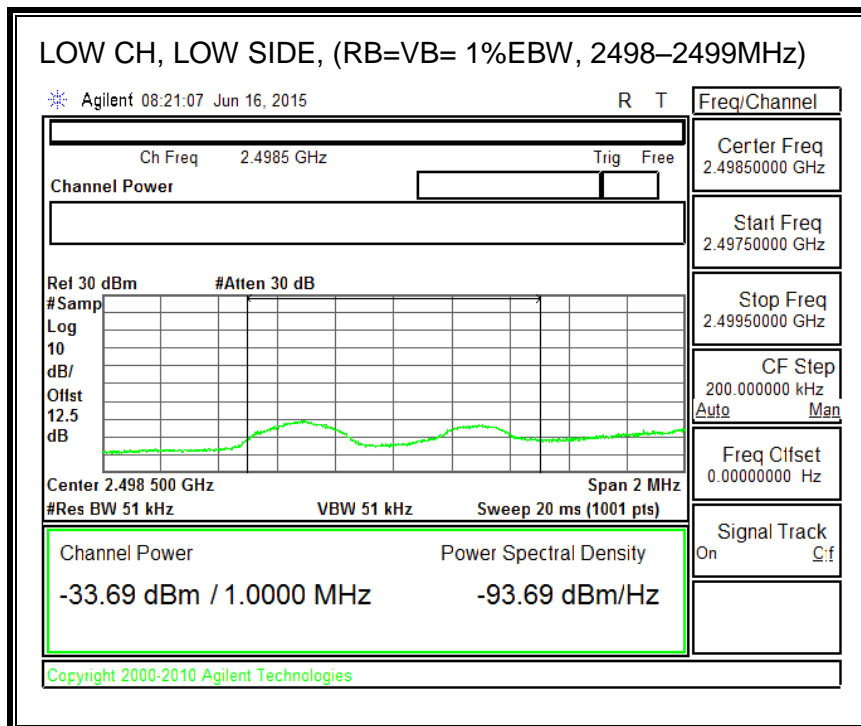 LOW CH, LOW SIDE, (RB=VB= 1%EBW, 2498–2499MHz)
Agilent 08:21:07 Jun 16, 2015 R T
Freq/Channel
Ch Freq 2.4985 GHz Trig Free
Channel Power
Center Freq
2.49850000 GHz
Start Freq
2.49750000 GHz
Stop Freq
2.49950000 GHz
CF Step
200.000000 kHz
Auto Man
Freq Offset
0.00000000 Hz
Signal Track
On Off
Ref 30 dBm #Atten 30 dB
#Samp
Log
10
dB/
Offst
12.5
dB
Center 2.498 500 GHz Span 2 MHz
#Res BW 51 kHz VBW 51 kHz Sweep 20 ms (1001 pts)
Channel Power Power Spectral Density
-33.69 dBm / 1.0000 MHz -93.69 dBm/Hz
Copyright 2000-2010 Agilent Technologies